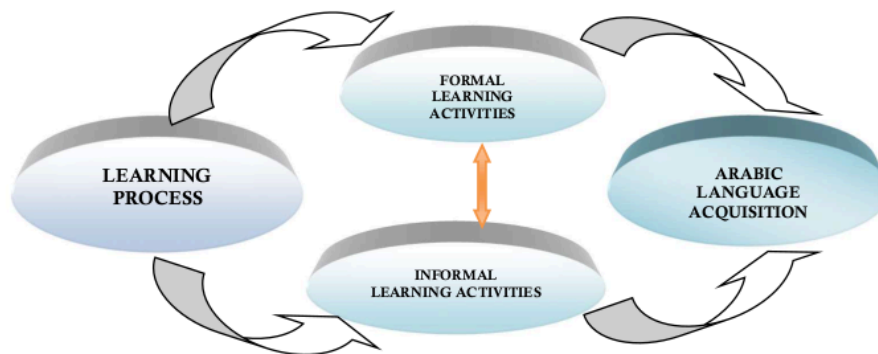 FORMAL
LEARNING
ACTIVITIES
LEARNING
PROCESS
ARABIC
LANGUAGE
ACQUISITION
INFORMAL
LEARNING ACTIVITIES